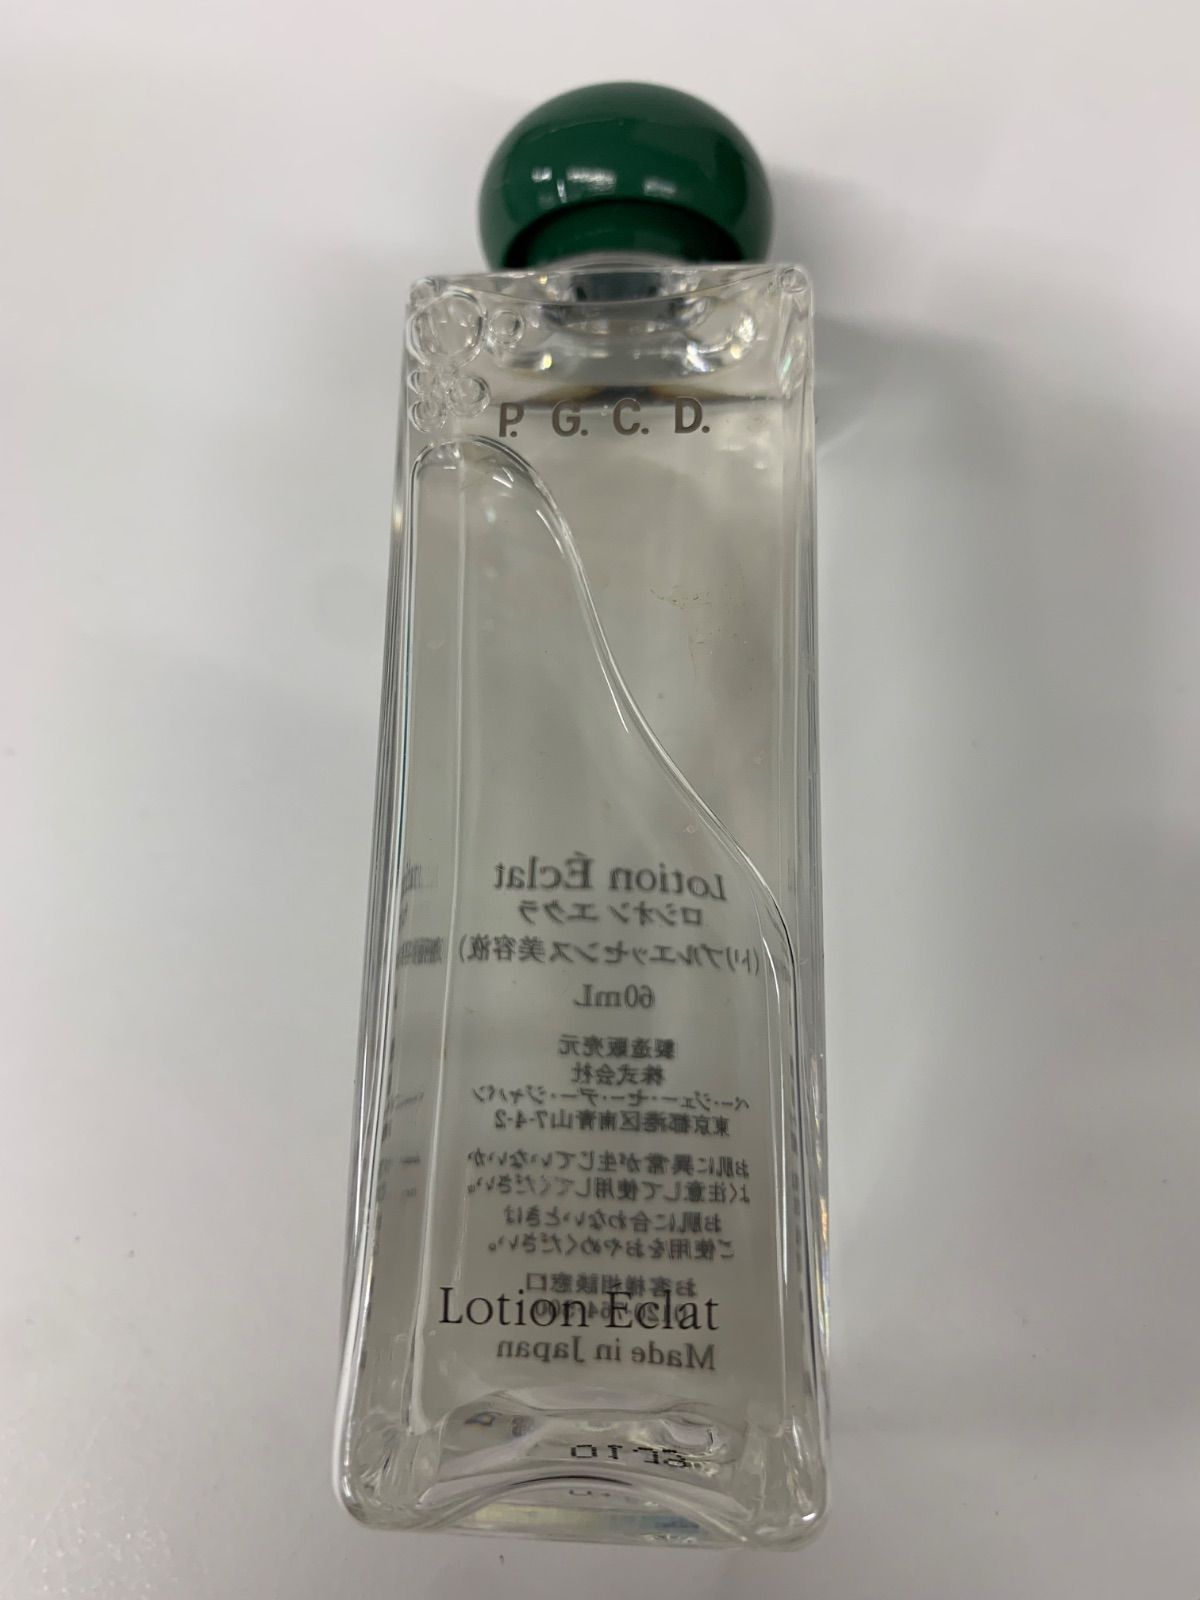 P. G. C. D.
Lotion Éclat
ロシオン エクラ
(トリプルエッセンス美容液)
60mL
製造販売元
株式会社
ペー・ジェー・セー・デー・ジャパン
東京都港区南青山7-4-2
お肌に異常が生じていないか
よく注意して使用してください。
お肌に合わないときは
ご使用をおやめください。
お客様相談窓口
Lotion Éclat
Made in Japan